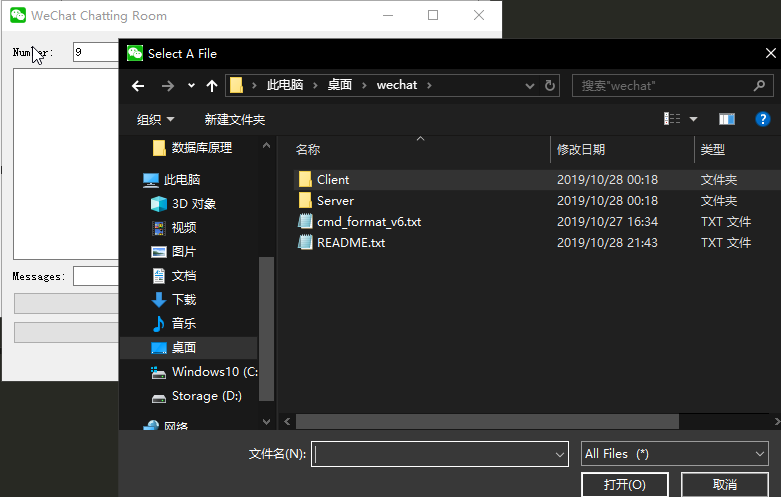 WeChat Chatting Room
Number: 9
Select A File
此电脑 桌面 wechat
搜索"wechat"
组织 新建文件夹
名称 修改日期 类型
数据库原理
此电脑
3D 对象
视频
图片
文档
下载
音乐
桌面
Windows10 (C:
Storage (D:)
网络
Client 2019/10/28 00:18 文件夹
Server 2019/10/28 00:18 文件夹
cmd_format_v6.txt 2019/10/27 16:34 TXT 文件
README.txt 2019/10/28 21:43 TXT 文件
Messages:
文件名(N): All Files (*)
打开(O) 取消